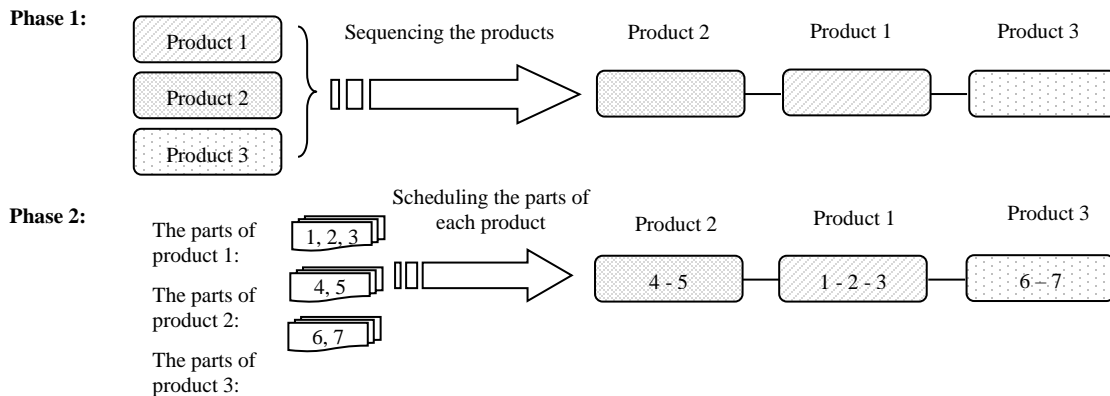 Phase 1:
Product 1
Product 2
Product 3
Sequencing the products
Product 2
Product 1
Product 3
Phase 2:
The parts of
product 1:
1, 2, 3
The parts of
product 2:
4, 5
The parts of
product 3:
6, 7
Scheduling the parts of
each product
Product 2
Product 1
Product 3
4 - 5
1 - 2 - 3
6 – 7